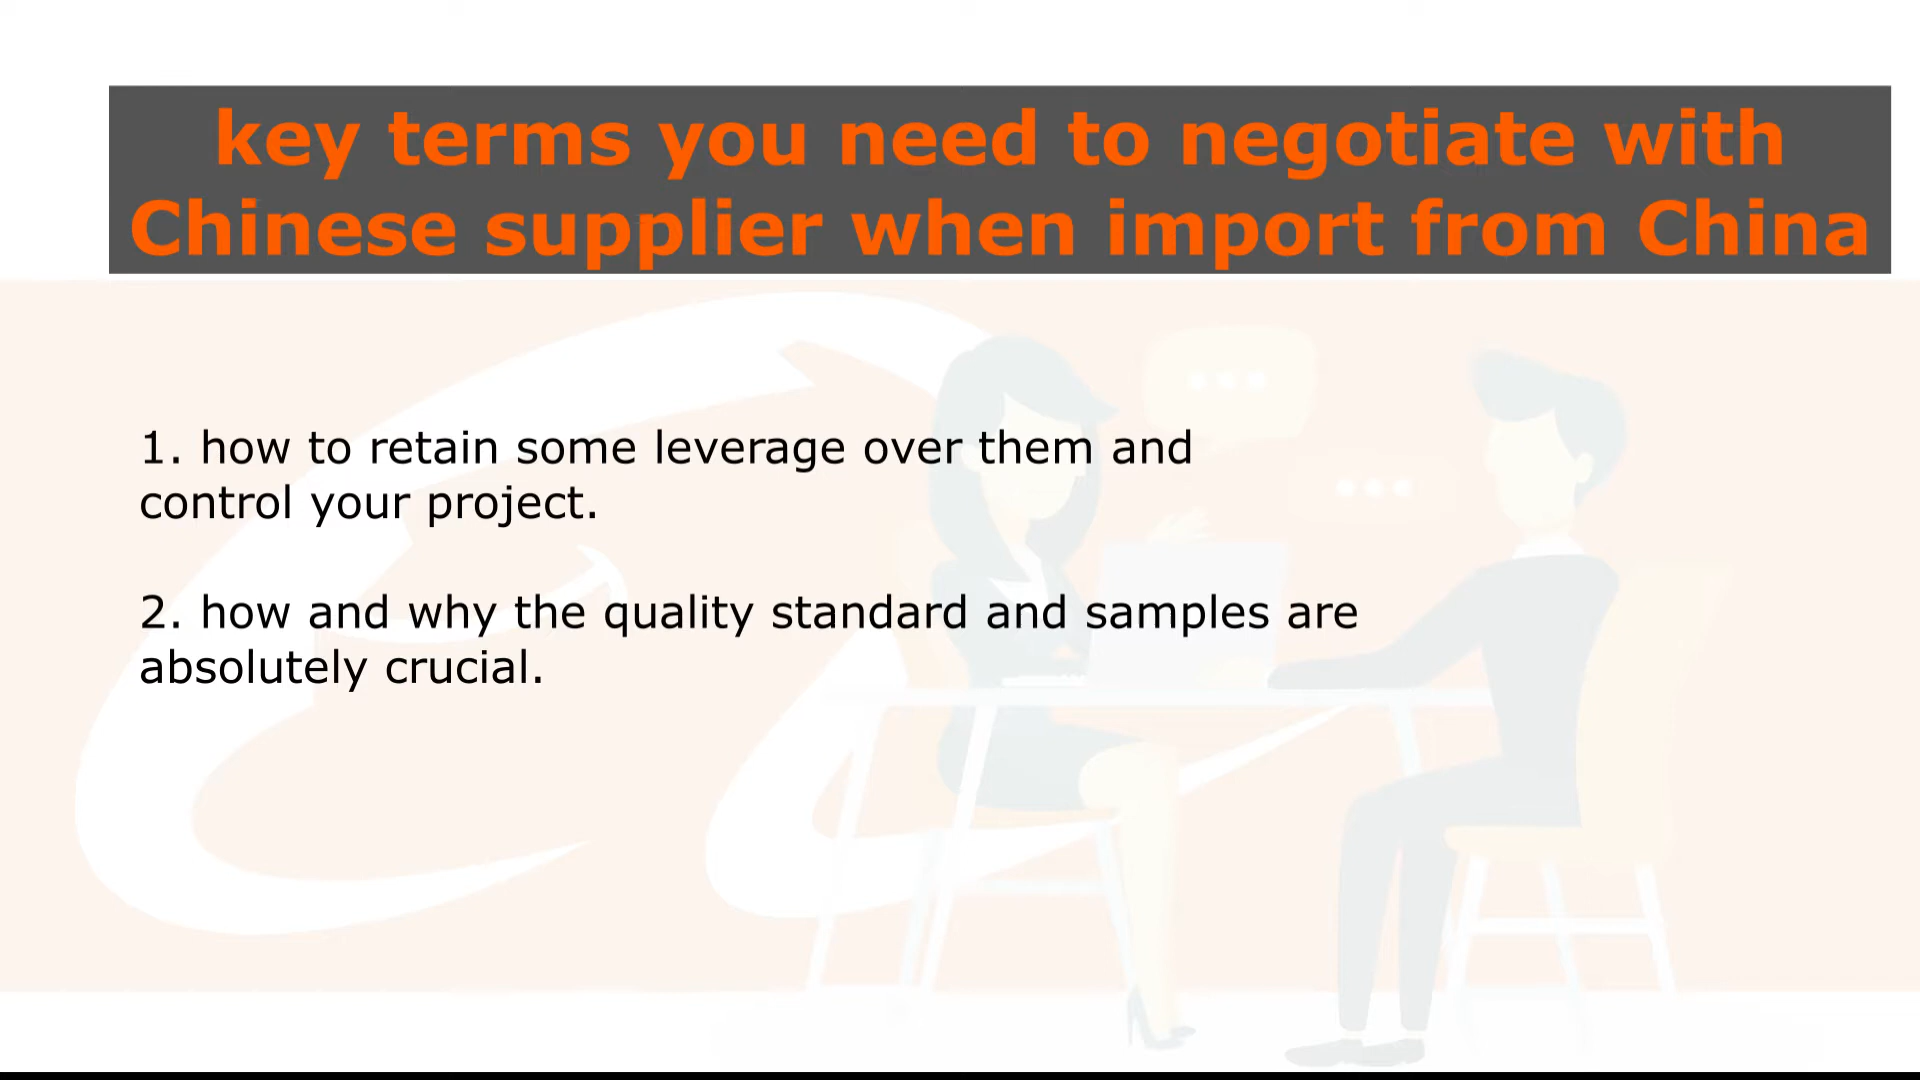 key terms you need to negotiate with
Chinese supplier when import from China
1. how to retain some leverage over them and
control your project.
2. how and why the quality standard and samples are
absolutely crucial.